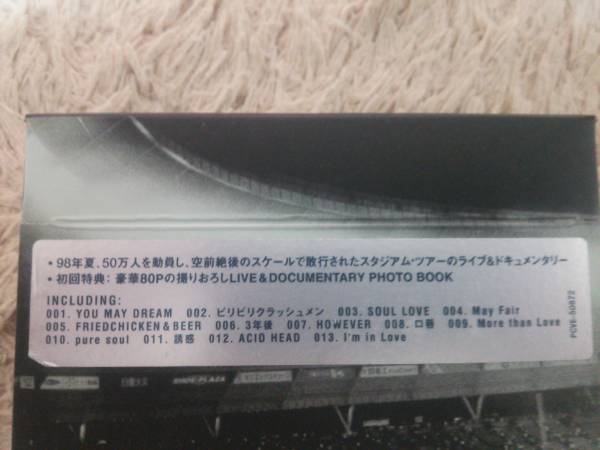 ・98年夏、50万人を動員し、空前絶後のスケールで敢行されたスタジアム・ツアーのライブ&ドキュメンタリー
・初回特典：豪華80Pの撮りおろしLIVE & DOCUMENTARY PHOTO BOOK
INCLUDING:
001. YOU MAY DREAM 002. ビリビリクラッシュメン 003. SOUL LOVE 004. May Fair
005. FRIEDCHICKEN & BEER 006. 3年後 007. HOWEVER 008. 口唇 009. More than Love
010. pure soul 011. 誘惑 012. ACID HEAD 013. I'm in Love
PCVE-50872